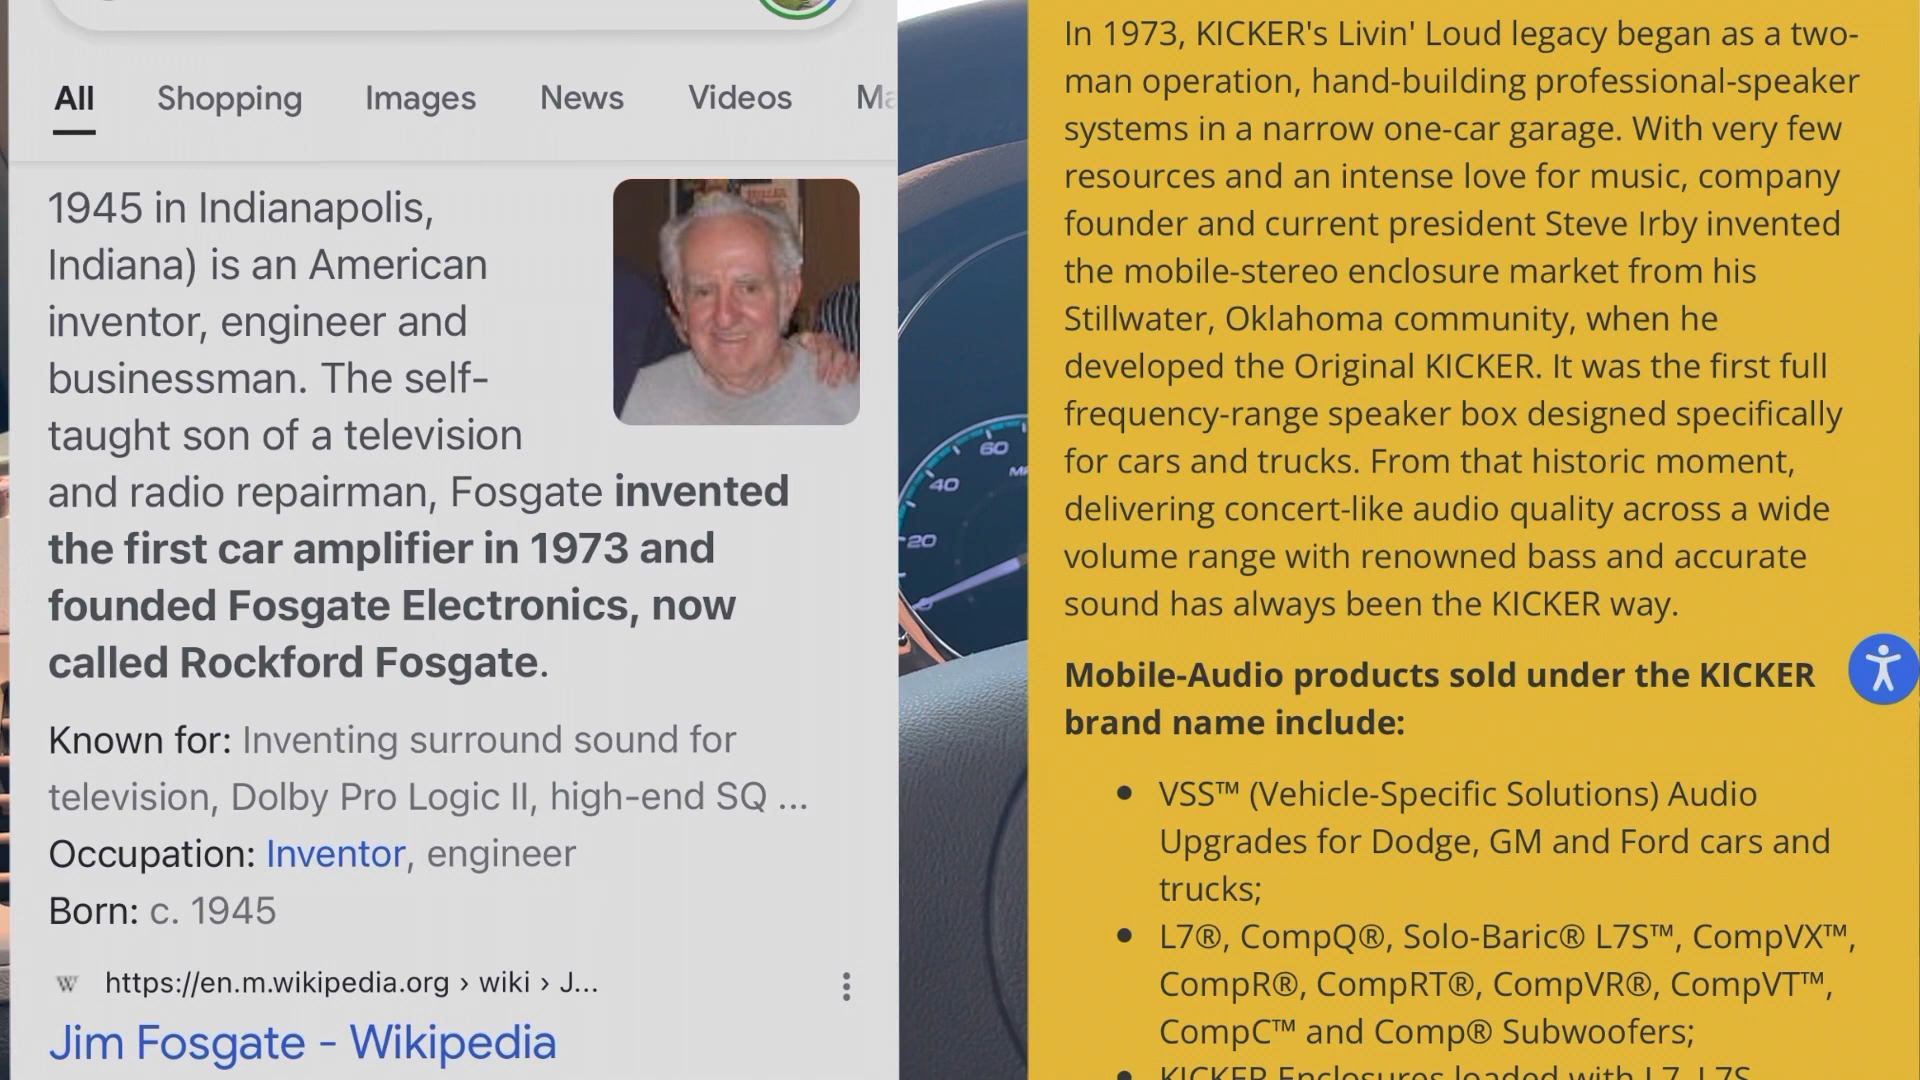 All Shopping Images News Videos Ma
1945 in Indianapolis,
Indiana) is an American
inventor, engineer and
businessman. The self-
taught son of a television
and radio repairman, Fosgate invented
the first car amplifier in 1973 and
founded Fosgate Electronics, now
called Rockford Fosgate.
Known for: Inventing surround sound for
television, Dolby Pro Logic II, high-end SQ ...
Occupation: Inventor, engineer
Born: c. 1945
W https://en.m.wikipedia.org › wiki › J...
Jim Fosgate - Wikipedia
60
40
20
In 1973, KICKER's Livin' Loud legacy began as a two-
man operation, hand-building professional-speaker
systems in a narrow one-car garage. With very few
resources and an intense love for music, company
founder and current president Steve Irby invented
the mobile-stereo enclosure market from his
Stillwater, Oklahoma community, when he
developed the Original KICKER. It was the first full
frequency-range speaker box designed specifically
for cars and trucks. From that historic moment,
delivering concert-like audio quality across a wide
volume range with renowned bass and accurate
sound has always been the KICKER way.
Mobile-Audio products sold under the KICKER
brand name include:
• VSS™ (Vehicle-Specific Solutions) Audio
Upgrades for Dodge, GM and Ford cars and
trucks;
• L7®, CompQ®, Solo-Baric® L7S™, CompVX™,
CompR®, CompRT®, CompVR®, CompVT™,
CompC™ and Comp® Subwoofers;
• KICKER Enclosures loaded with L7, L7S,